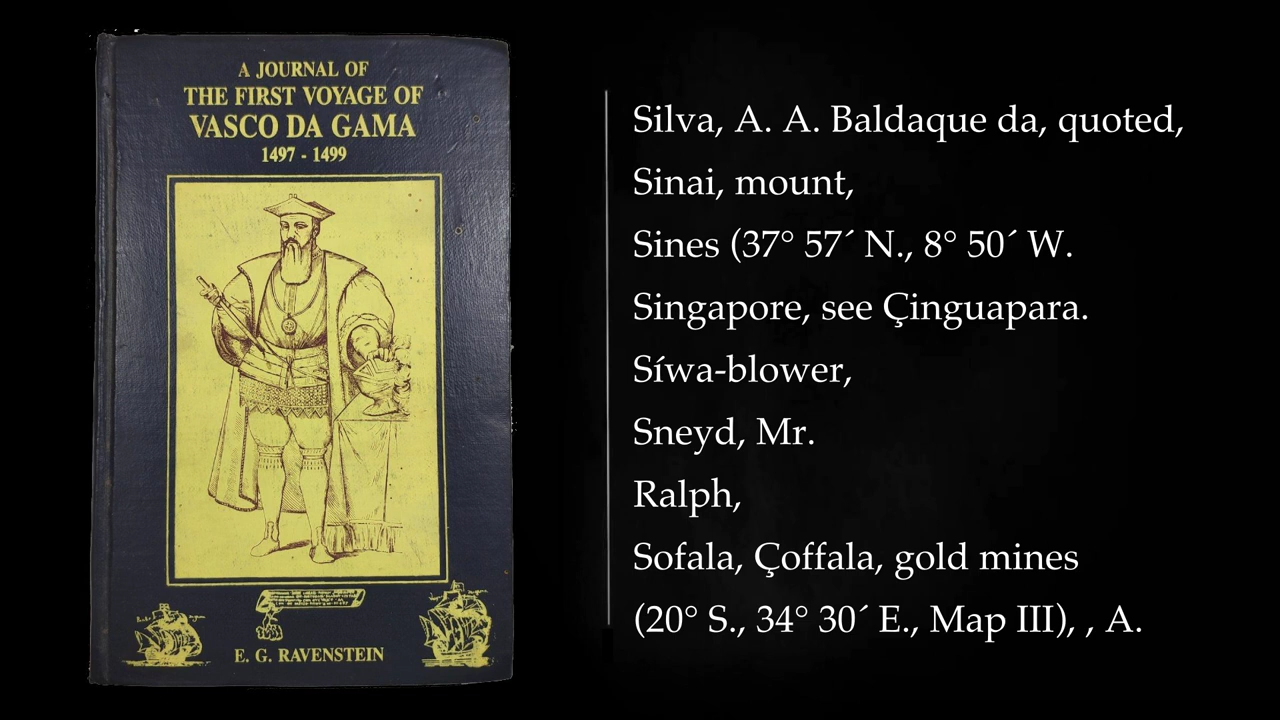 A JOURNAL OF
THE FIRST VOYAGE OF
VASCO DA GAMA
1497 - 1499
E. G. RAVENSTEIN
Silva, A. A. Baldaque da, quoted,
Sinai, mount,
Sines (37° 57´ N., 8° 50´ W.
Singapore, see Çinguapara.
Síwa-blower,
Sneyd, Mr.
Ralph,
Sofala, Çoffala, gold mines
(20° S., 34° 30´ E., Map III), , A.